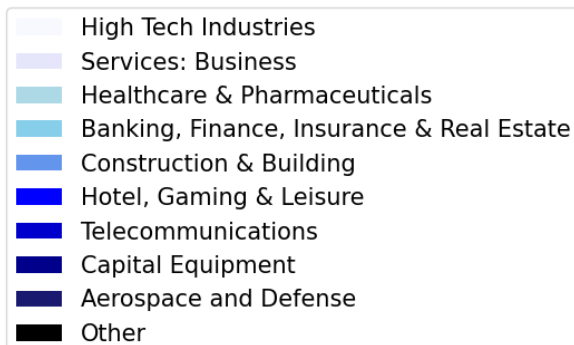 High Tech Industries
Services: Business
Healthcare & Pharmaceuticals
Banking, Finance, Insurance & Real Estate
Construction & Building
Hotel, Gaming & Leisure
Telecommunications
Capital Equipment
Aerospace and Defense
Other